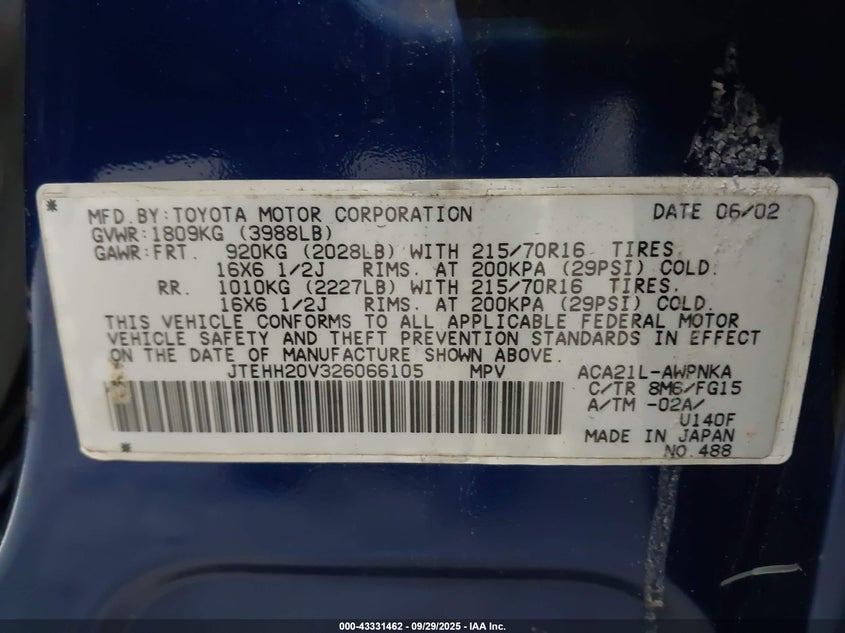 * MFD.BY:TOYOTA MOTOR CORPORATION DATE 06/02
GVWR:1809KG (3988LB)
GAWR:FRT. 920KG (2028LB) WITH 215/70R16 TIRES.
16X6 1/2J RIMS. AT 200KPA (29PSI) COLD.
RR. 1010KG (2227LB) WITH 215/70R16 TIRES.
16X6 1/2J RIMS. AT 200KPA (29PSI) COLD.
THIS VEHICLE CONFORMS TO ALL APPLICABLE FEDERAL MOTOR
VEHICLE SAFETY AND THEFT PREVENTION STANDARDS IN EFFECT
ON THE DATE OF MANUFACTURE SHOWN ABOVE.
JTEHH20V326066105 MPV ACA21L-AWPNKA
C/TR 8M6/FG15
A/TM -02A/
U140F
MADE IN JAPAN
* NO.488
000-43331462 - 09/29/2025 - IAA Inc.